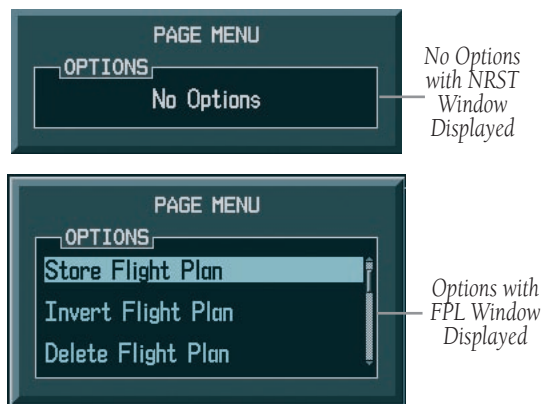 PAGE MENU
OPTIONS
No Options
No Options
with NRST
Window
Displayed
PAGE MENU
OPTIONS
Store Flight Plan
Invert Flight Plan
Delete Flight Plan
Options with
FPL Window
Displayed